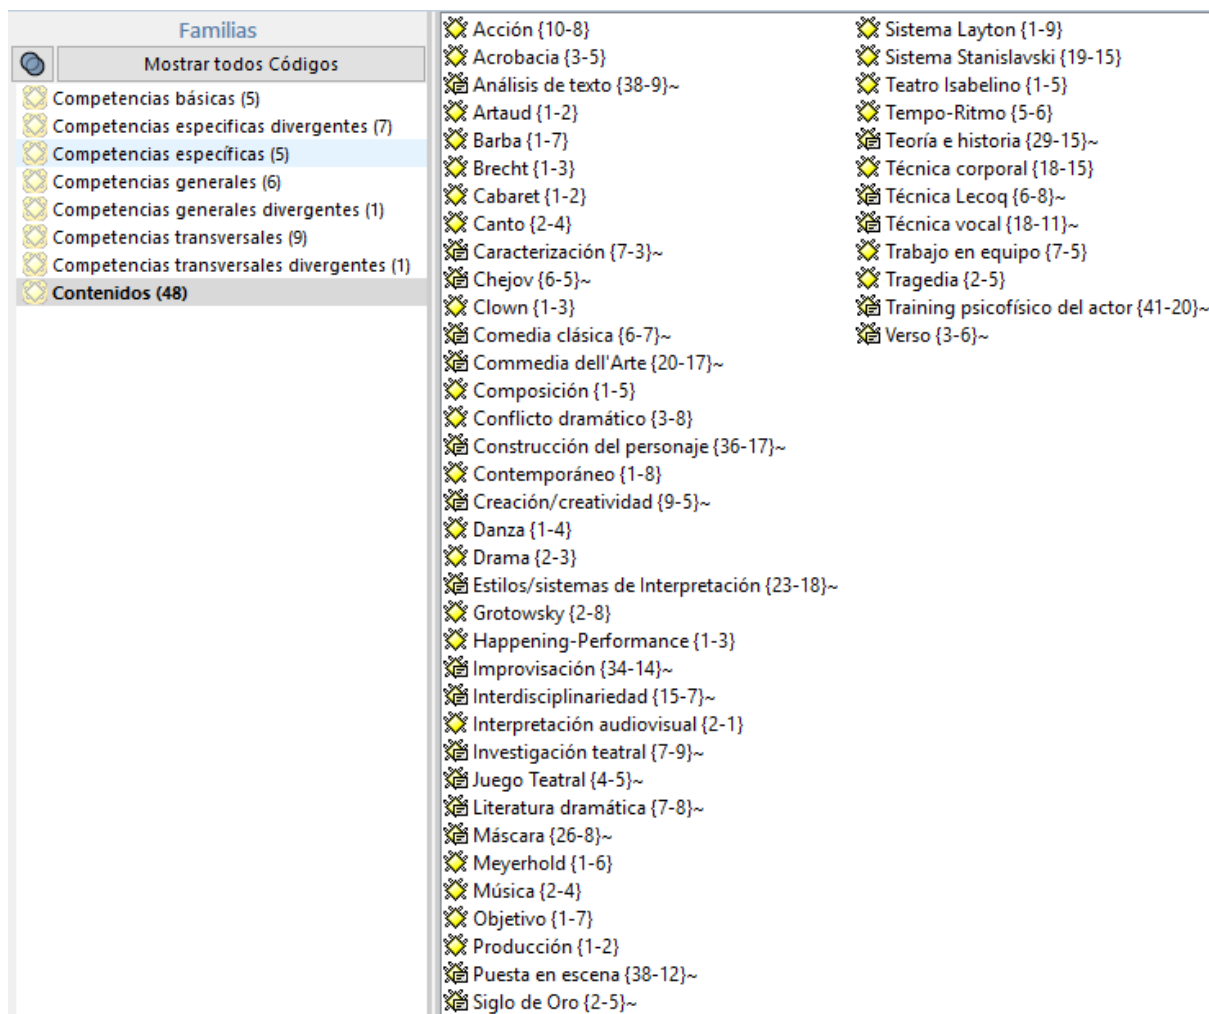 Familias
Mostrar todos Códigos
Competencias básicas (5)
Competencias especificas divergentes (7)
Competencias específicas (5)
Competencias generales (6)
Competencias generales divergentes (1)
Competencias transversales (9)
Competencias transversales divergentes (1)
Contenidos (48)
Acción {10-8}
Acrobacia {3-5}
Análisis de texto {38-9}~
Artaud {1-2}
Barba {1-7}
Brecht {1-3}
Cabaret {1-2}
Canto {2-4}
Caracterización {7-3}~
Chejov {6-5}~
Clown {1-3}
Comedia clásica {6-7}~
Commedia dell'Arte {20-17}~
Composición {1-5}
Conflicto dramático {3-8}
Construcción del personaje {36-17}~
Contemporáneo {1-8}
Creación/creatividad {9-5}~
Danza {1-4}
Drama {2-3}
Estilos/sistemas de Interpretación {23-18}~
Grotowsky {2-8}
Happening-Performance {1-3}
Improvisación {34-14}~
Interdisciplinariedad {15-7}~
Interpretación audiovisual {2-1}
Investigación teatral {7-9}~
Juego Teatral {4-5}~
Literatura dramática {7-8}~
Máscara {26-8}~
Meyerhold {1-6}
Música {2-4}
Objetivo {1-7}
Producción {1-2}
Puesta en escena {38-12}~
Siglo de Oro {2-5}~
Sistema Layton {1-9}
Sistema Stanislavski {19-15}
Teatro Isabelino {1-5}
Tempo-Ritmo {5-6}
Teoría e historia {29-15}~
Técnica corporal {18-15}
Técnica Lecoq {6-8}~
Técnica vocal {18-11}~
Trabajo en equipo {7-5}
Tragedia {2-5}
Training psicofísico del actor {41-20}~
Verso {3-6}~